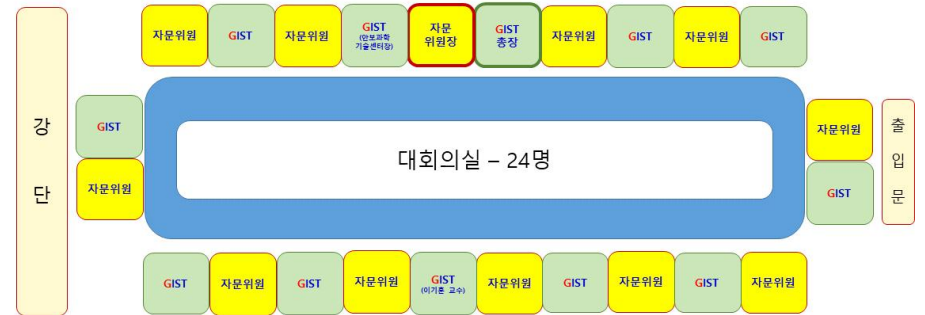 자문위원
GIST
자문위원
GIST
(안보과학
기술센터장)
자문
위원장
GIST
총장
자문위원
GIST
자문위원
GIST
강
단
GIST
자문위원
대회의실 – 24명
자문위원
GIST
출
입
문
GIST
자문위원
GIST
자문위원
GIST
(이기훈 교수)
자문위원
GIST
자문위원
GIST
자문위원